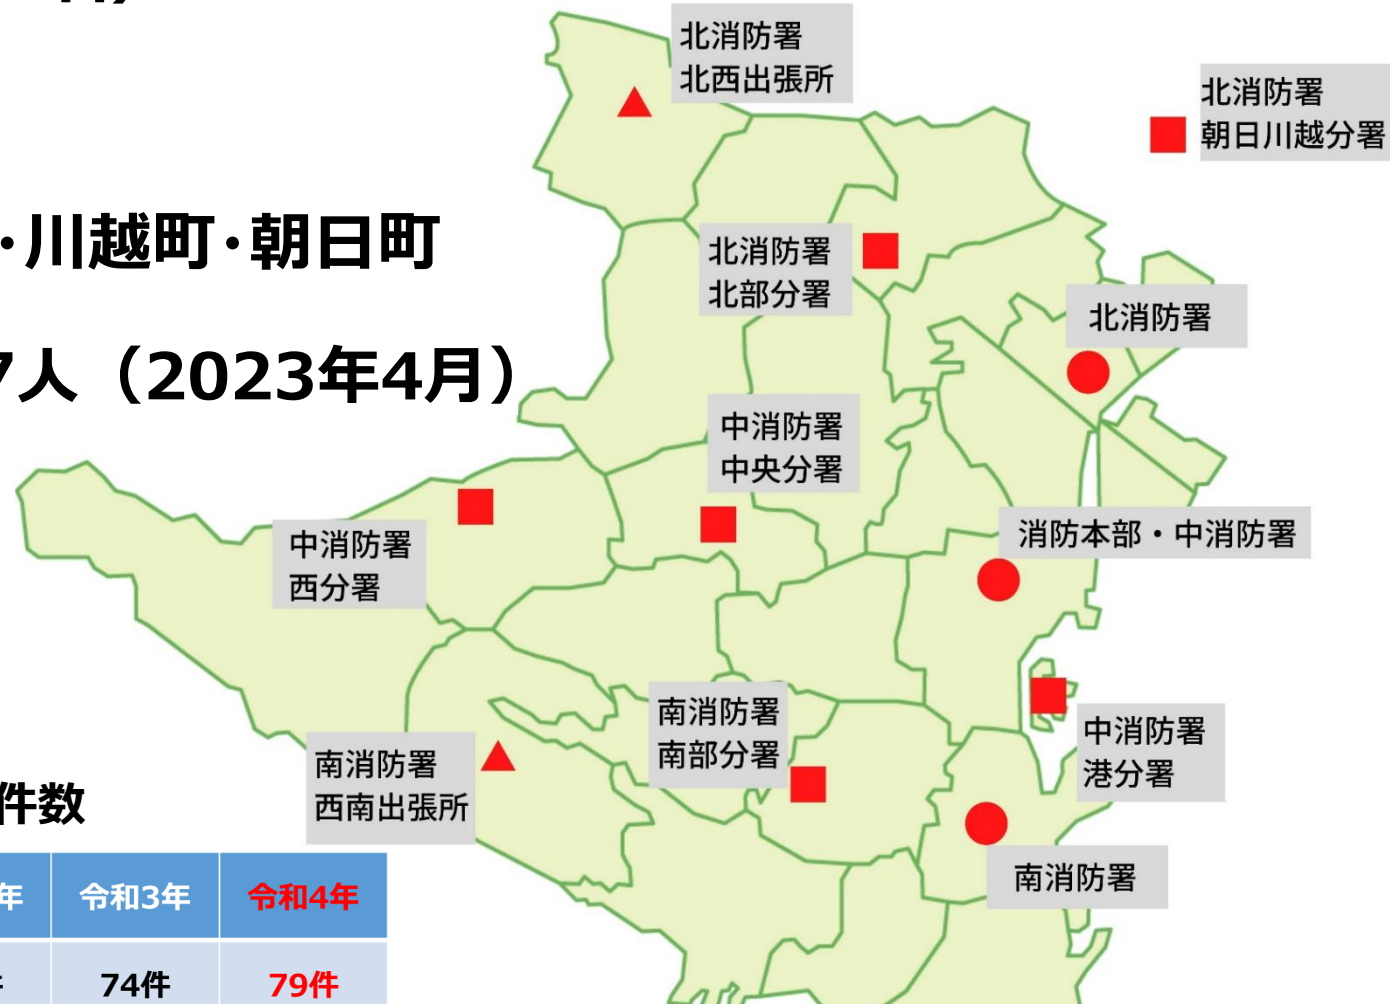 北消防署
北西出張所
北消防署
朝日川越分署
・川越町・朝日町
北消防署
北部分署
北消防署
7人（2023年4月）
中消防署
中央分署
消防本部・中消防署
中消防署
西分署
南消防署
南部分署
中消防署
港分署
南消防署
西南出張所
件数
南消防署
年 令和3年 令和4年
74件 79件